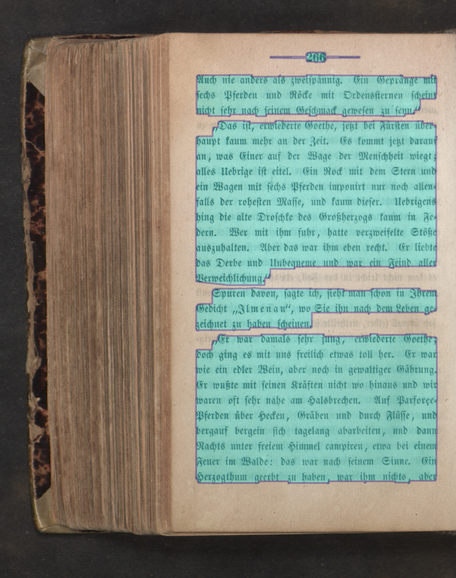 266
Auch nie anders als zweispännig. Ein Gepränge mit
sechs Pferden und Röcke mit Ordenssternen scheint
nicht sehr nach seinem Geschmack gewesen zu seyn.“
„Das ist, erwiederte Goethe, jetzt bei Fürsten über-
haupt kaum mehr an der Zeit. Es kommt jetzt darauf
an, was Einer auf der Wage der Menschheit wiegt;
alles Uebrige ist eitel. Ein Rock mit dem Stern und
ein Wagen mit sechs Pferden imponirt nur noch allen-
falls der rohesten Masse, und kaum dieser. Uebrigens
hing die alte Droschke des Großherzogs kaum in Fe-
dern. Wer mit ihm fuhr, hatte verzweifelte Stöße
auszuhalten. Aber das war ihm eben recht. Er liebte
das Derbe und Unbequeme und war ein Feind aller
Verweichlichung.“
Spuren davon, sagte ich, sieht man schon in Ihrem
Gedicht „Ilmenau“, wo Sie ihn nach dem Leben ge-
zeichnet zu haben scheinen.
„Er war damals sehr jung, erwiederte Goethe;
doch ging es mit uns freilich etwas toll her. Er war
wie ein edler Wein, aber noch in gewaltiger Gährung.
Er wußte mit seinen Kräften nicht wo hinaus und wir
waren oft sehr nahe am Halsbrechen. Auf Parforce-
Pferden über Hecken, Gräben und durch Flüsse, und
bergauf bergein sich tagelang abarbeiten, und dann
Nachts unter freiem Himmel campiren, etwa bei einem
Feuer im Walde: das war nach seinem Sinne. Ein
Herzogthum geerbt zu haben, war ihm nichts, aber